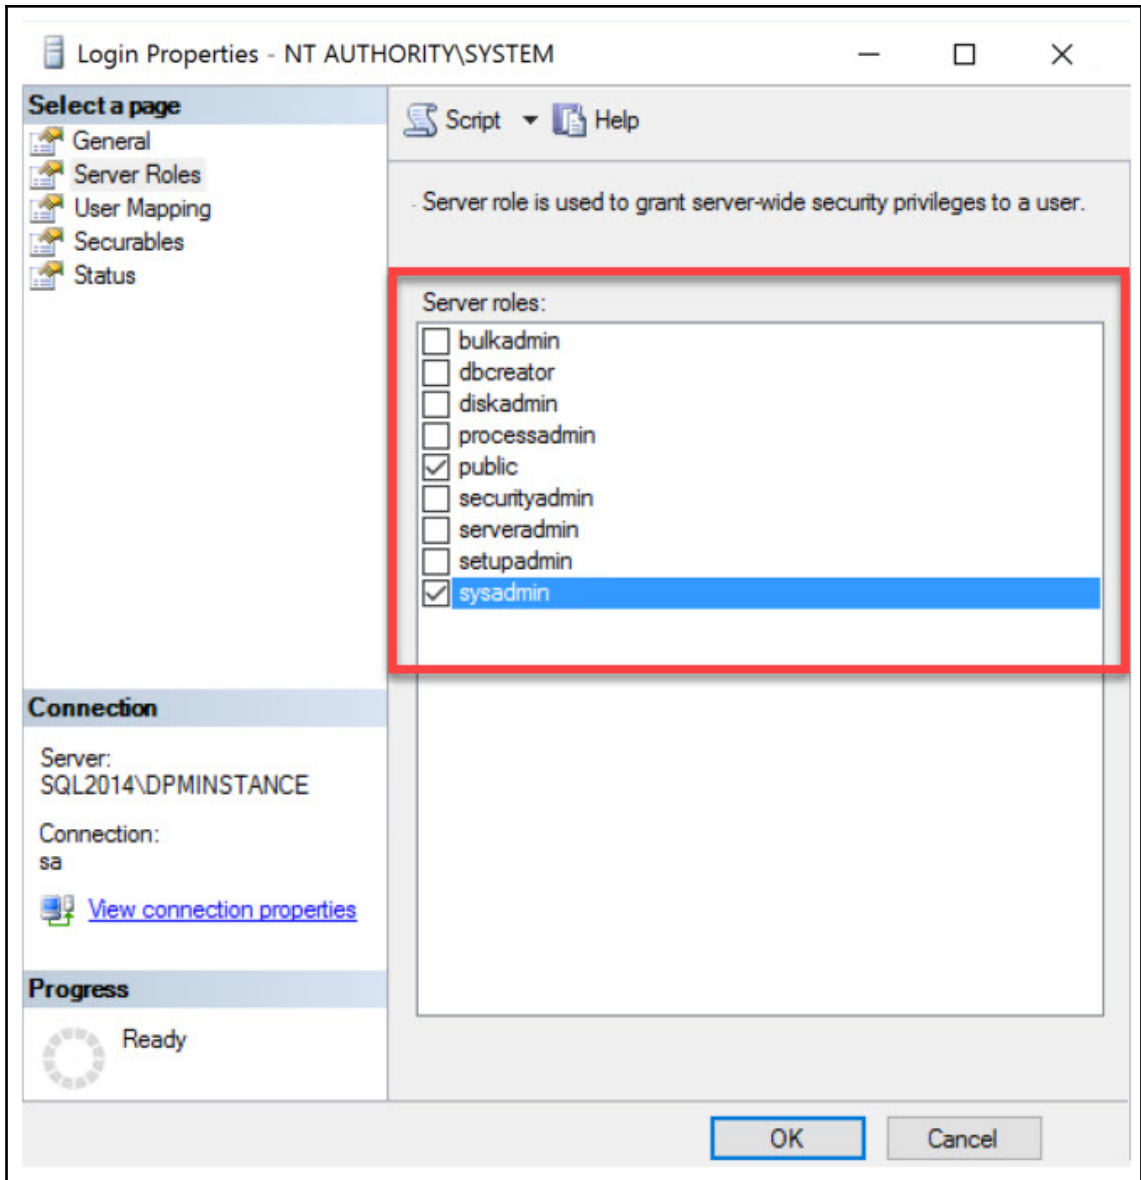 Login Properties - NT AUTHORITY\SYSTEM
Select a page
General
Server Roles
User Mapping
Securables
Status
Script
Help
Server role is used to grant server-wide security privileges to a user.
Server roles:
bulkadmin
dbcreator
diskadmin
processadmin
public
securityadmin
serveradmin
setupadmin
sysadmin
Connection
Server:
SQL2014\DPMINSTANCE
Connection:
sa
View connection properties
Progress
Ready
OK
Cancel